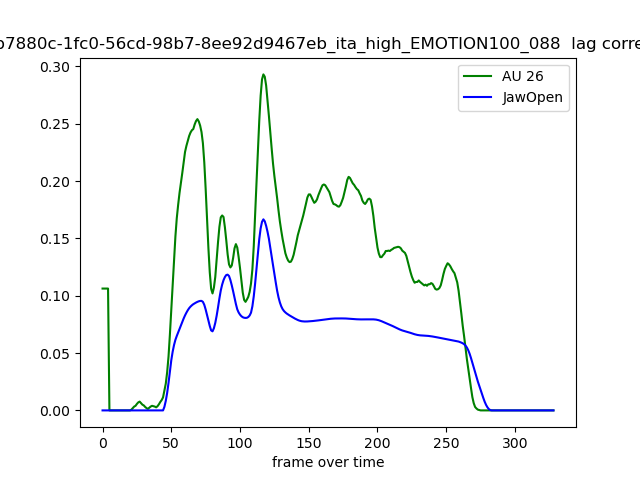 b7880c-1fc0-56cd-98b7-8ee92d9467eb_ita_high_EMOTION100_088 lag corre
AU 26
JawOpen
0.30
0.25
0.20
0.15
0.10
0.05
0.00
0 50 100 150 200 250 300
frame over time